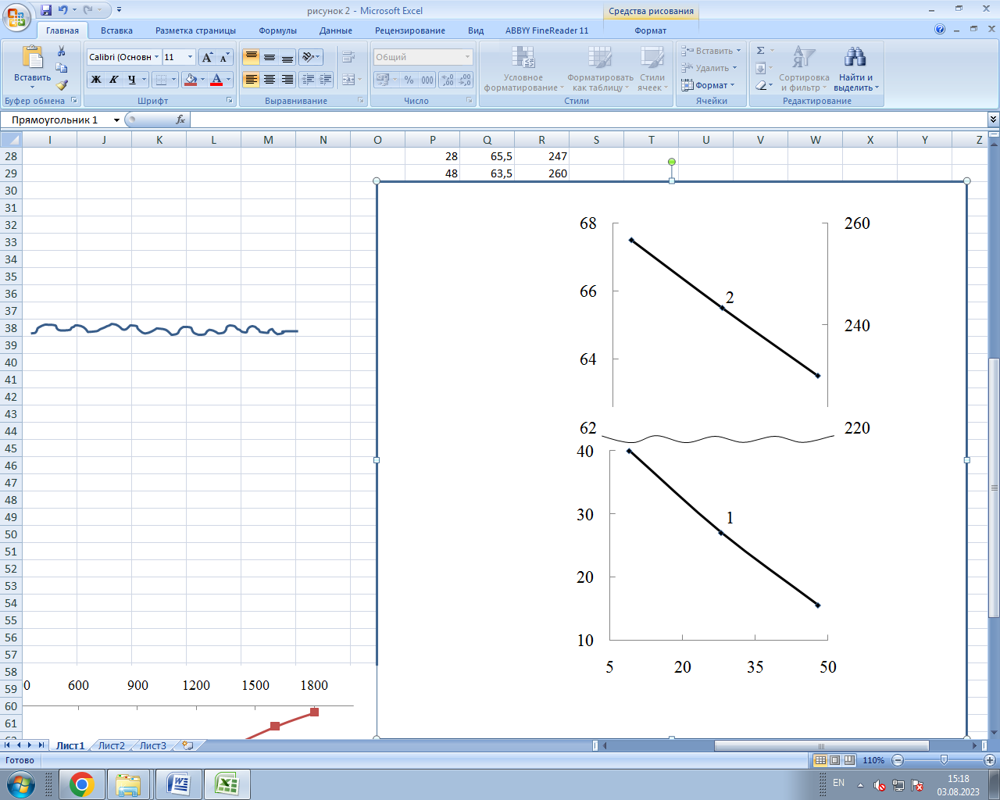 рисунок 2 - Microsoft Excel
Средства рисования
Главная Вставка Разметка страницы Формулы Данные Рецензирование Вид ABBYY FineReader 11 Формат
Calibri (Основн 11
Общий
Вставить
Ж К Ч
% 000
Условное форматирование
Форматировать как таблицу
Стили ячеек
Вставить
Удалить
Формат
Σ
Сортировка и фильтр
Найти и выделить
Буфер обмена Шрифт Выравнивание Число Стили Ячейки Редактирование
Прямоугольник 1 fx
I J K L M N O P Q R S T U V W X Y Z
28 28 65,5 247
29 48 63,5 260
30
31
32
33
34
35
36
37
38
39
40
41
42
43
44
45
46
47
48
49
50
51
52
53
54
55
56
57
58
59
60
61
68 260
66 2
240
64
62 220
40
30 1
20
10
5 20 35 50
0 600 900 1200 1500 1800
Лист1 Лист2 Лист3
Готово 110%
EN 15:18
03.08.2023